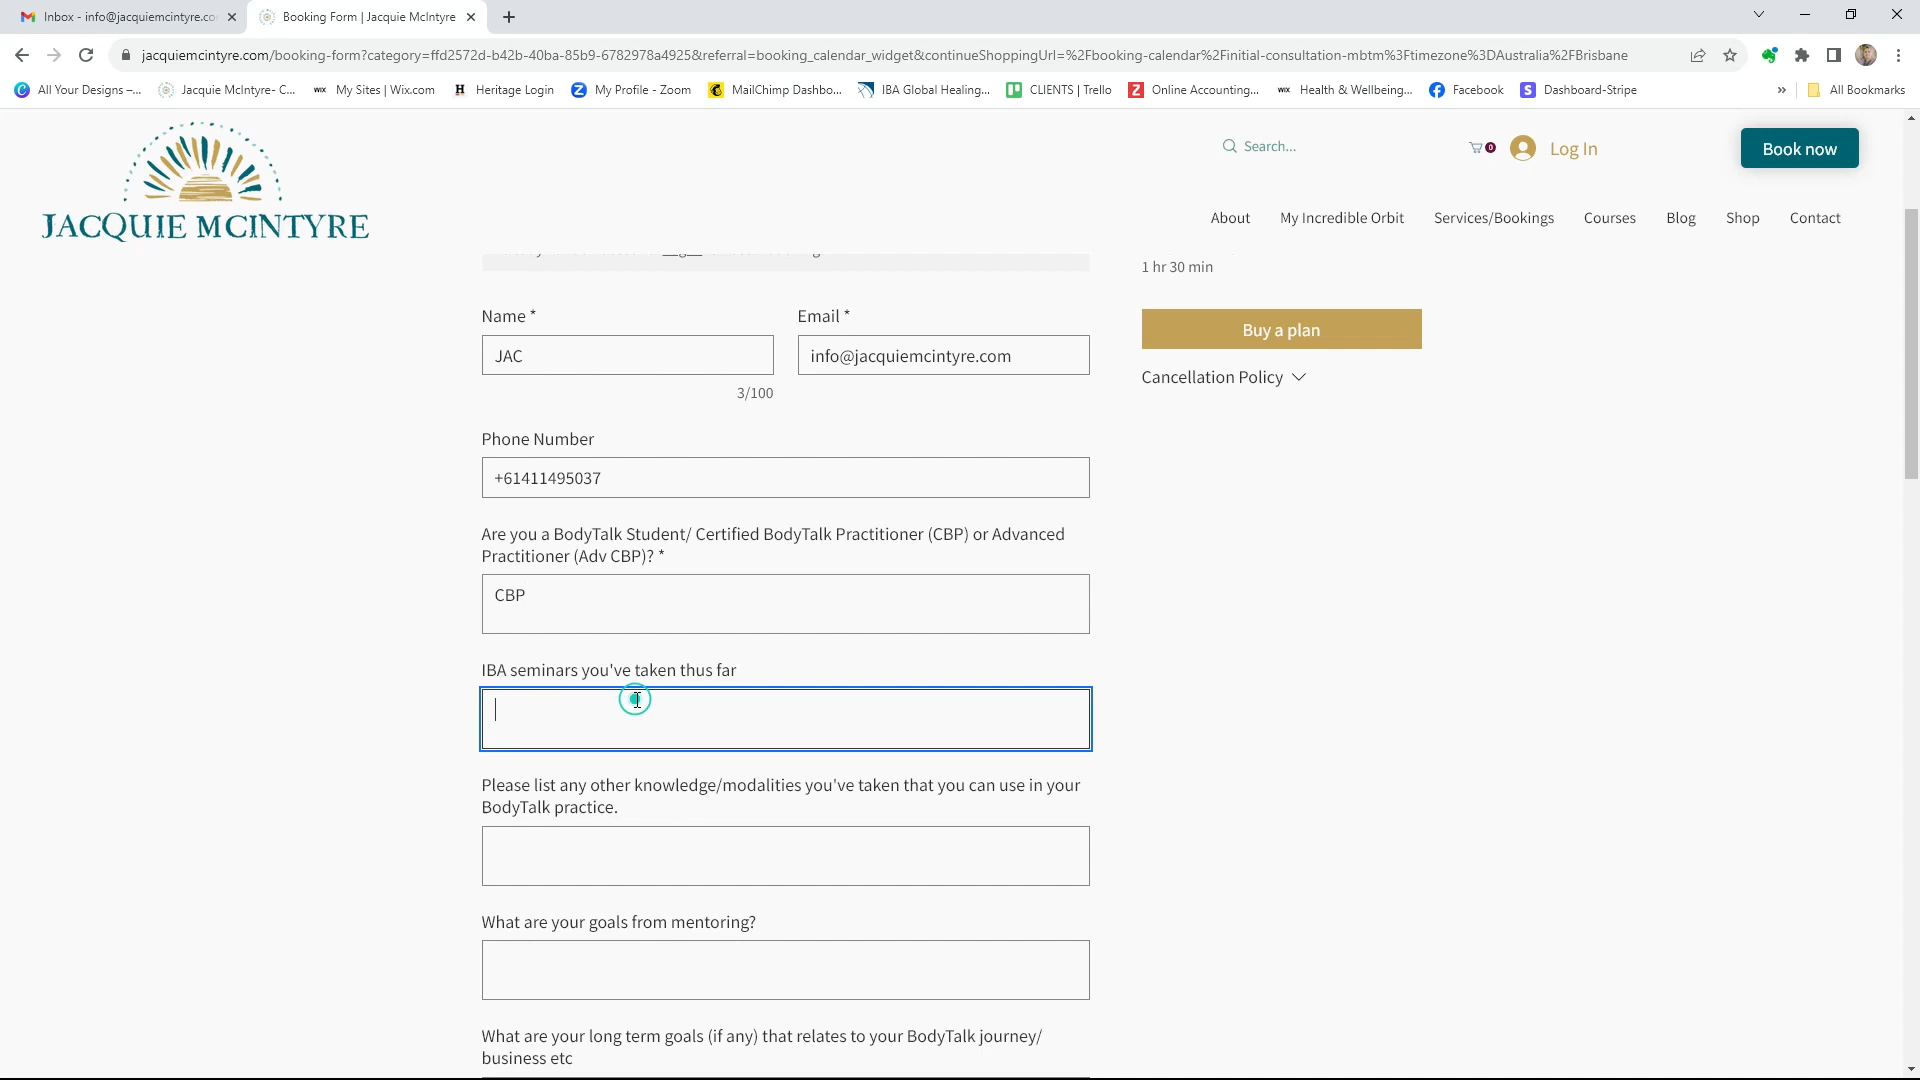 Inbox - info@jacquiemcintyre.co
Booking Form | Jacquie McIntyre
jacquiemcintyre.com/booking-form?category=ffd2572d-b42b-40ba-85b9-6782978a4925&referral=booking_calendar_widget&continueShoppingUrl=%2Fbooking-calendar%2Finitial-consultation-mbtm%3Ftimezone%3DAustralia%2FBrisbane
All Your Designs –...
Jacquie McIntyre- C...
WIX My Sites | Wix.com
H Heritage Login
Z My Profile - Zoom
MailChimp Dashbo...
IBA Global Healing...
CLIENTS | Trello
Z Online Accounting...
WIX Health & Wellbeing...
Facebook
S Dashboard-Stripe
»
All Bookmarks
JACQUIE MCINTYRE
Search...
0
Log In
Book now
About
My Incredible Orbit
Services/Bookings
Courses
Blog
Shop
Contact
1 hr 30 min
Name *
Email *
JAC
info@jacquiemcintyre.com
3/100
Buy a plan
Cancellation Policy
Phone Number
+61411495037
Are you a BodyTalk Student/ Certified BodyTalk Practitioner (CBP) or Advanced
Practitioner (Adv CBP)? *
CBP
IBA seminars you've taken thus far
Please list any other knowledge/modalities you've taken that you can use in your
BodyTalk practice.
What are your goals from mentoring?
What are your long term goals (if any) that relates to your BodyTalk journey/
business etc